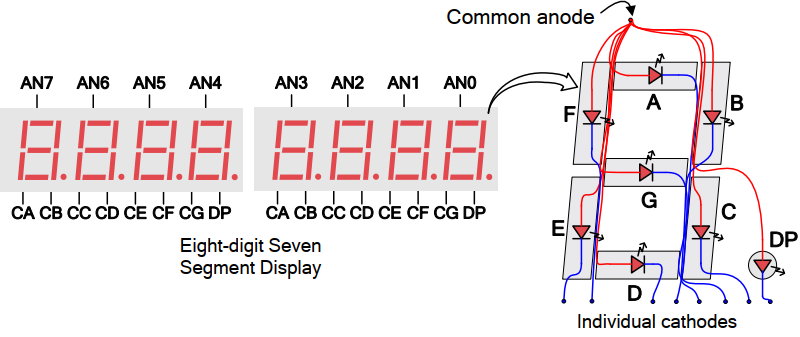 Common anode
AN7 AN6 AN5 AN4
AN3 AN2 AN1 AN0
A
F
B
G
E
C
D
DP
CA CB CC CD CE CF CG DP
CA CB CC CD CE CF CG DP
Eight-digit Seven
Segment Display
Individual cathodes